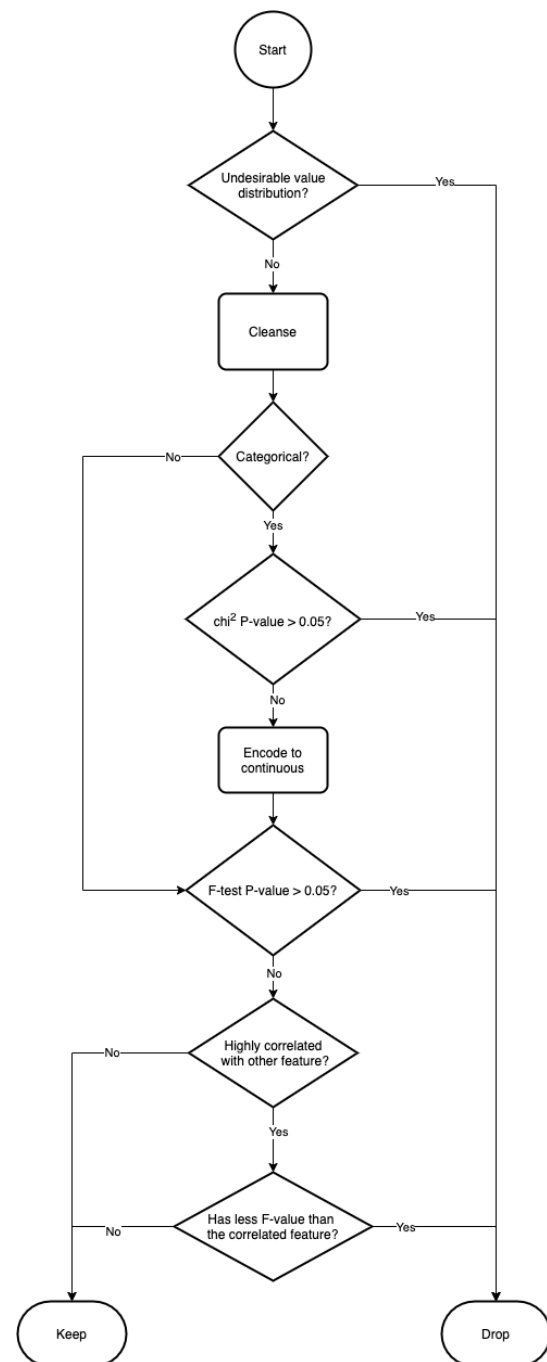 Start
Undesirable value
distribution?
Yes
No
Cleanse
No
Categorical?
Yes
chi² P-value > 0.05?
Yes
No
Encode to
continuous
F-test P-value > 0.05?
Yes
No
Highly correlated
with other feature?
No
Yes
Has less F-value than
the correlated feature?
No
Yes
Keep
Drop